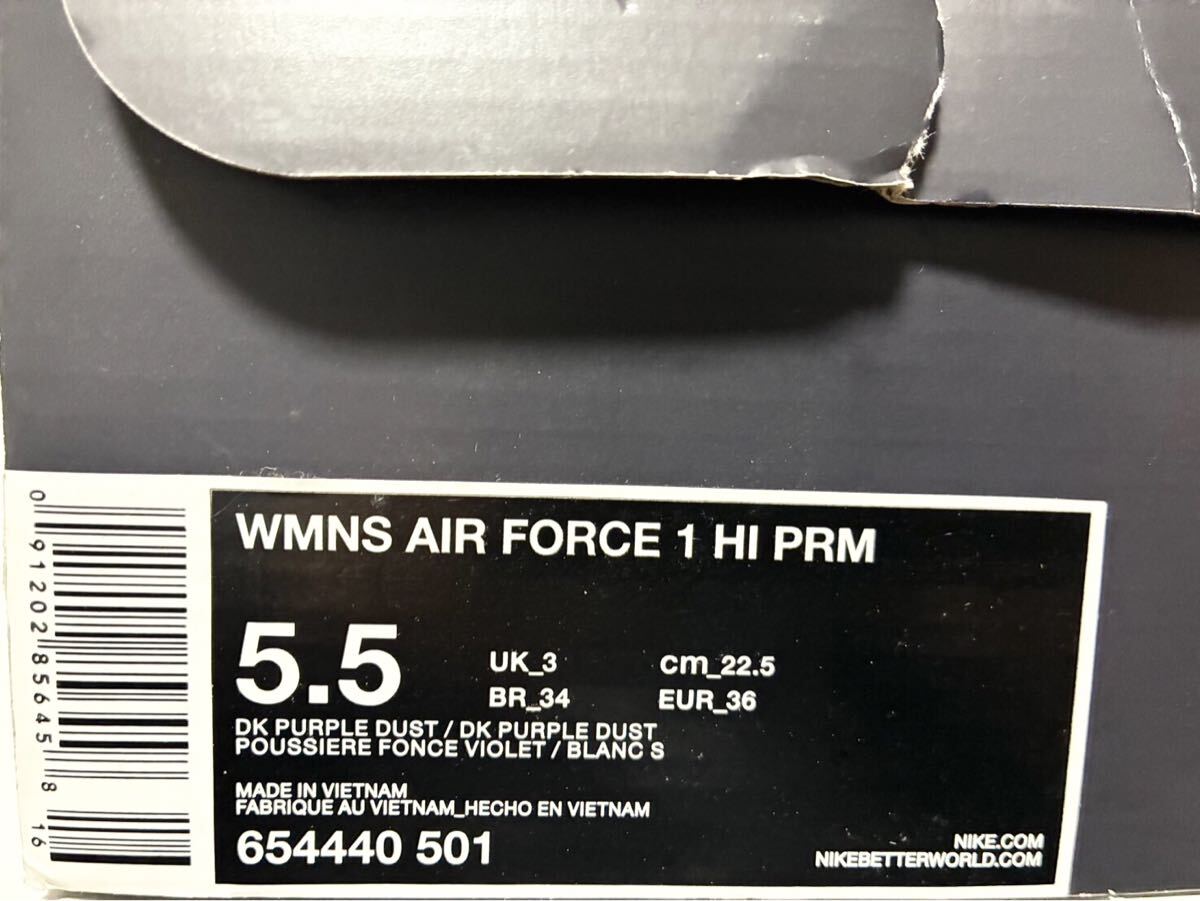 WMNS AIR FORCE 1 HI PRM
5.5
UK_3 cm_22.5
BR_34 EUR_36
DK PURPLE DUST / DK PURPLE DUST
POUSSIERE FONCE VIOLET / BLANC S
MADE IN VIETNAM
FABRIQUE AU VIETNAM_HECHO EN VIETNAM
654440 501
NIKE.COM
NIKEBETTERWORLD.COM
0 91202 85645 8 16